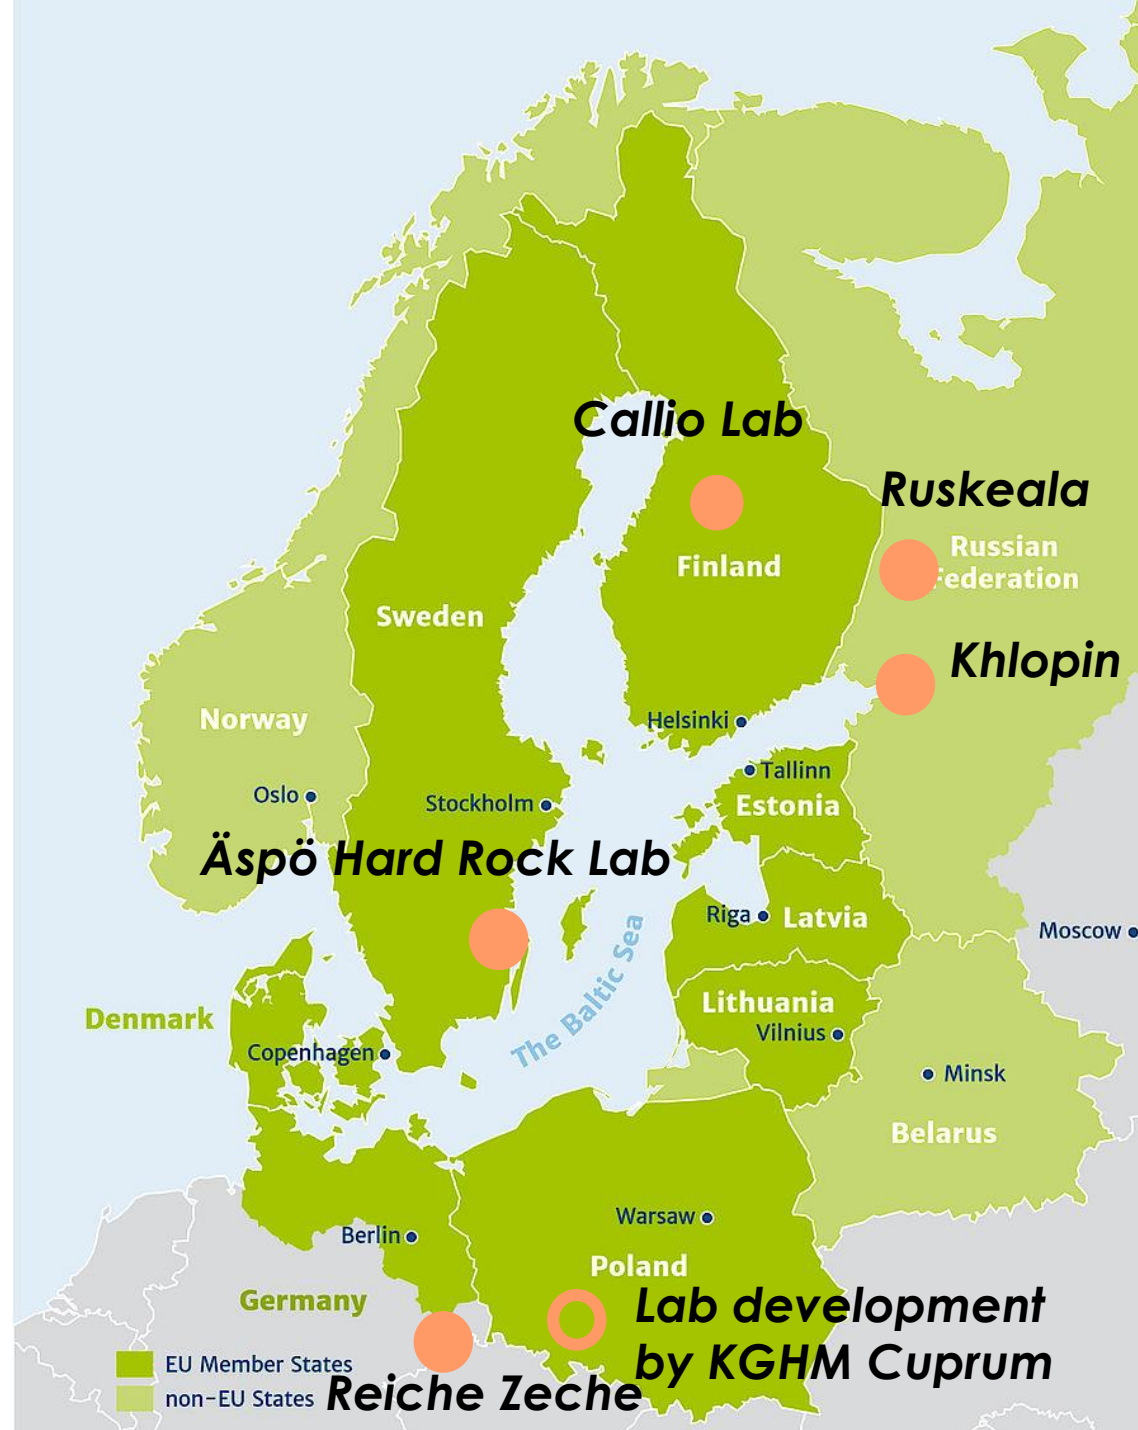 Callio Lab
Ruskeala
Russian
Federation
Finland
Sweden
Khlopin
Norway
Helsinki
Tallinn
Oslo
Stockholm
Estonia
Äspö Hard Rock Lab
Riga
Latvia
Moscow
The Baltic Sea
Lithuania
Denmark
Vilnius
Copenhagen
Minsk
Belarus
Warsaw
Berlin
Poland
Germany
Lab development
by KGHM Cuprum
EU Member States
non-EU States
Reiche Zeche